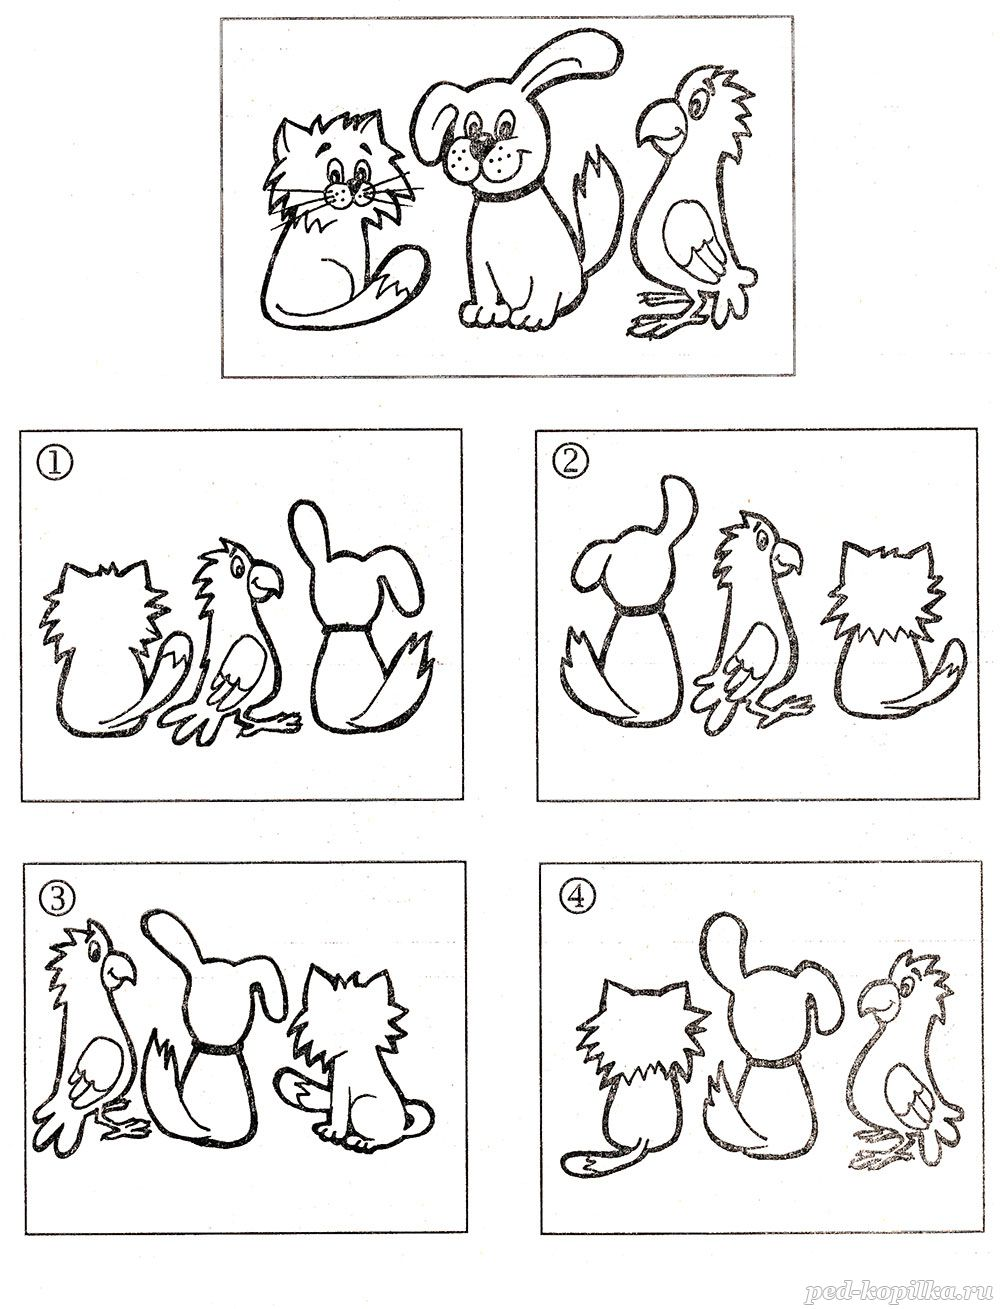 ①
②
③
④
ped-kopilka.ru